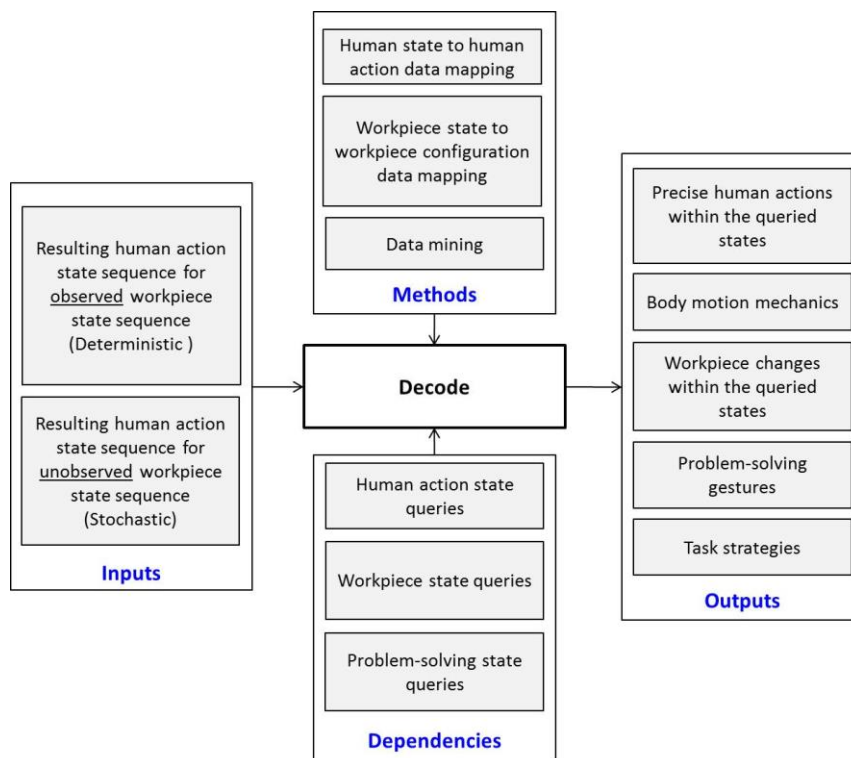 Human state to human
action data mapping
Workpiece state to
workpiece configuration
data mapping
Data mining
Methods
Resulting human action
state sequence for
observed workpiece
state sequence
(Deterministic )
Resulting human action
state sequence for
unobserved workpiece
state sequence
(Stochastic)
Inputs
Decode
Human action state
queries
Workpiece state queries
Problem-solving state
queries
Dependencies
Precise human actions
within the queried
states
Body motion mechanics
Workpiece changes
within the queried
states
Problem-solving
gestures
Task strategies
Outputs